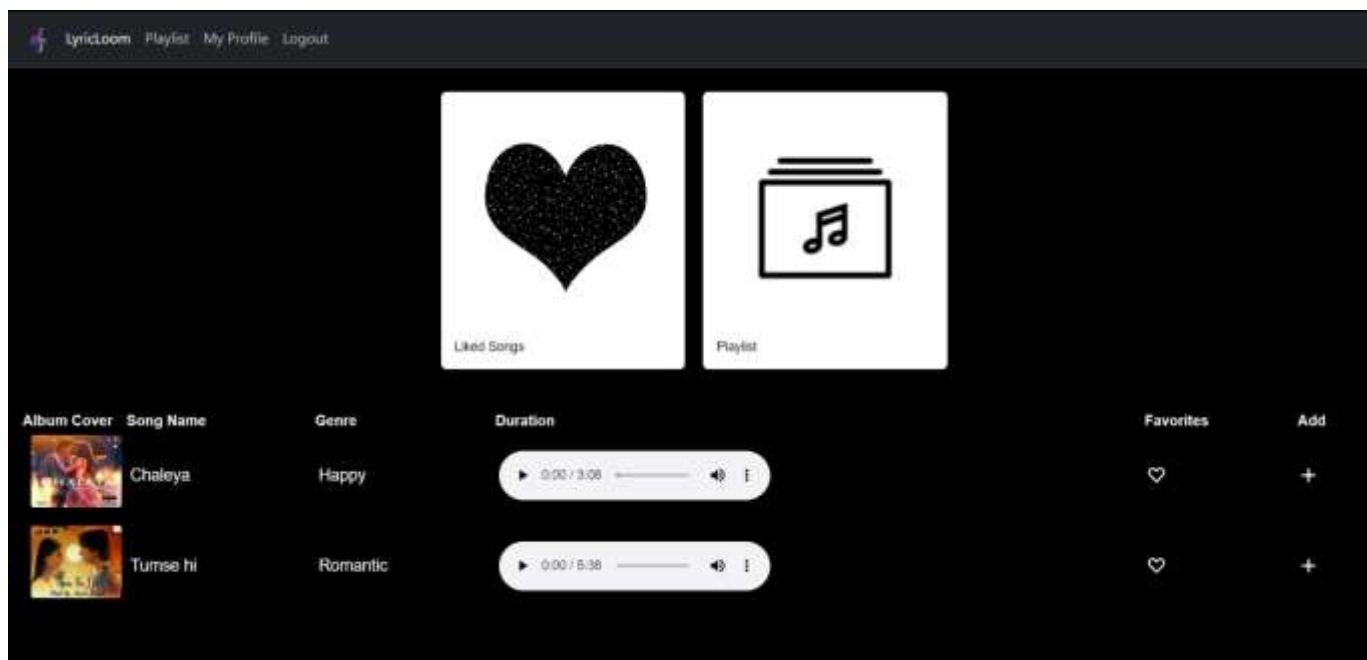 LyricLoom Playlist My Profile Logout
Liked Songs
Playlist
Album Cover Song Name Genre Duration Favorites Add
Chaleya Happy 0:00 / 3:08
Tumse hi Romantic 0:00 / 5:38